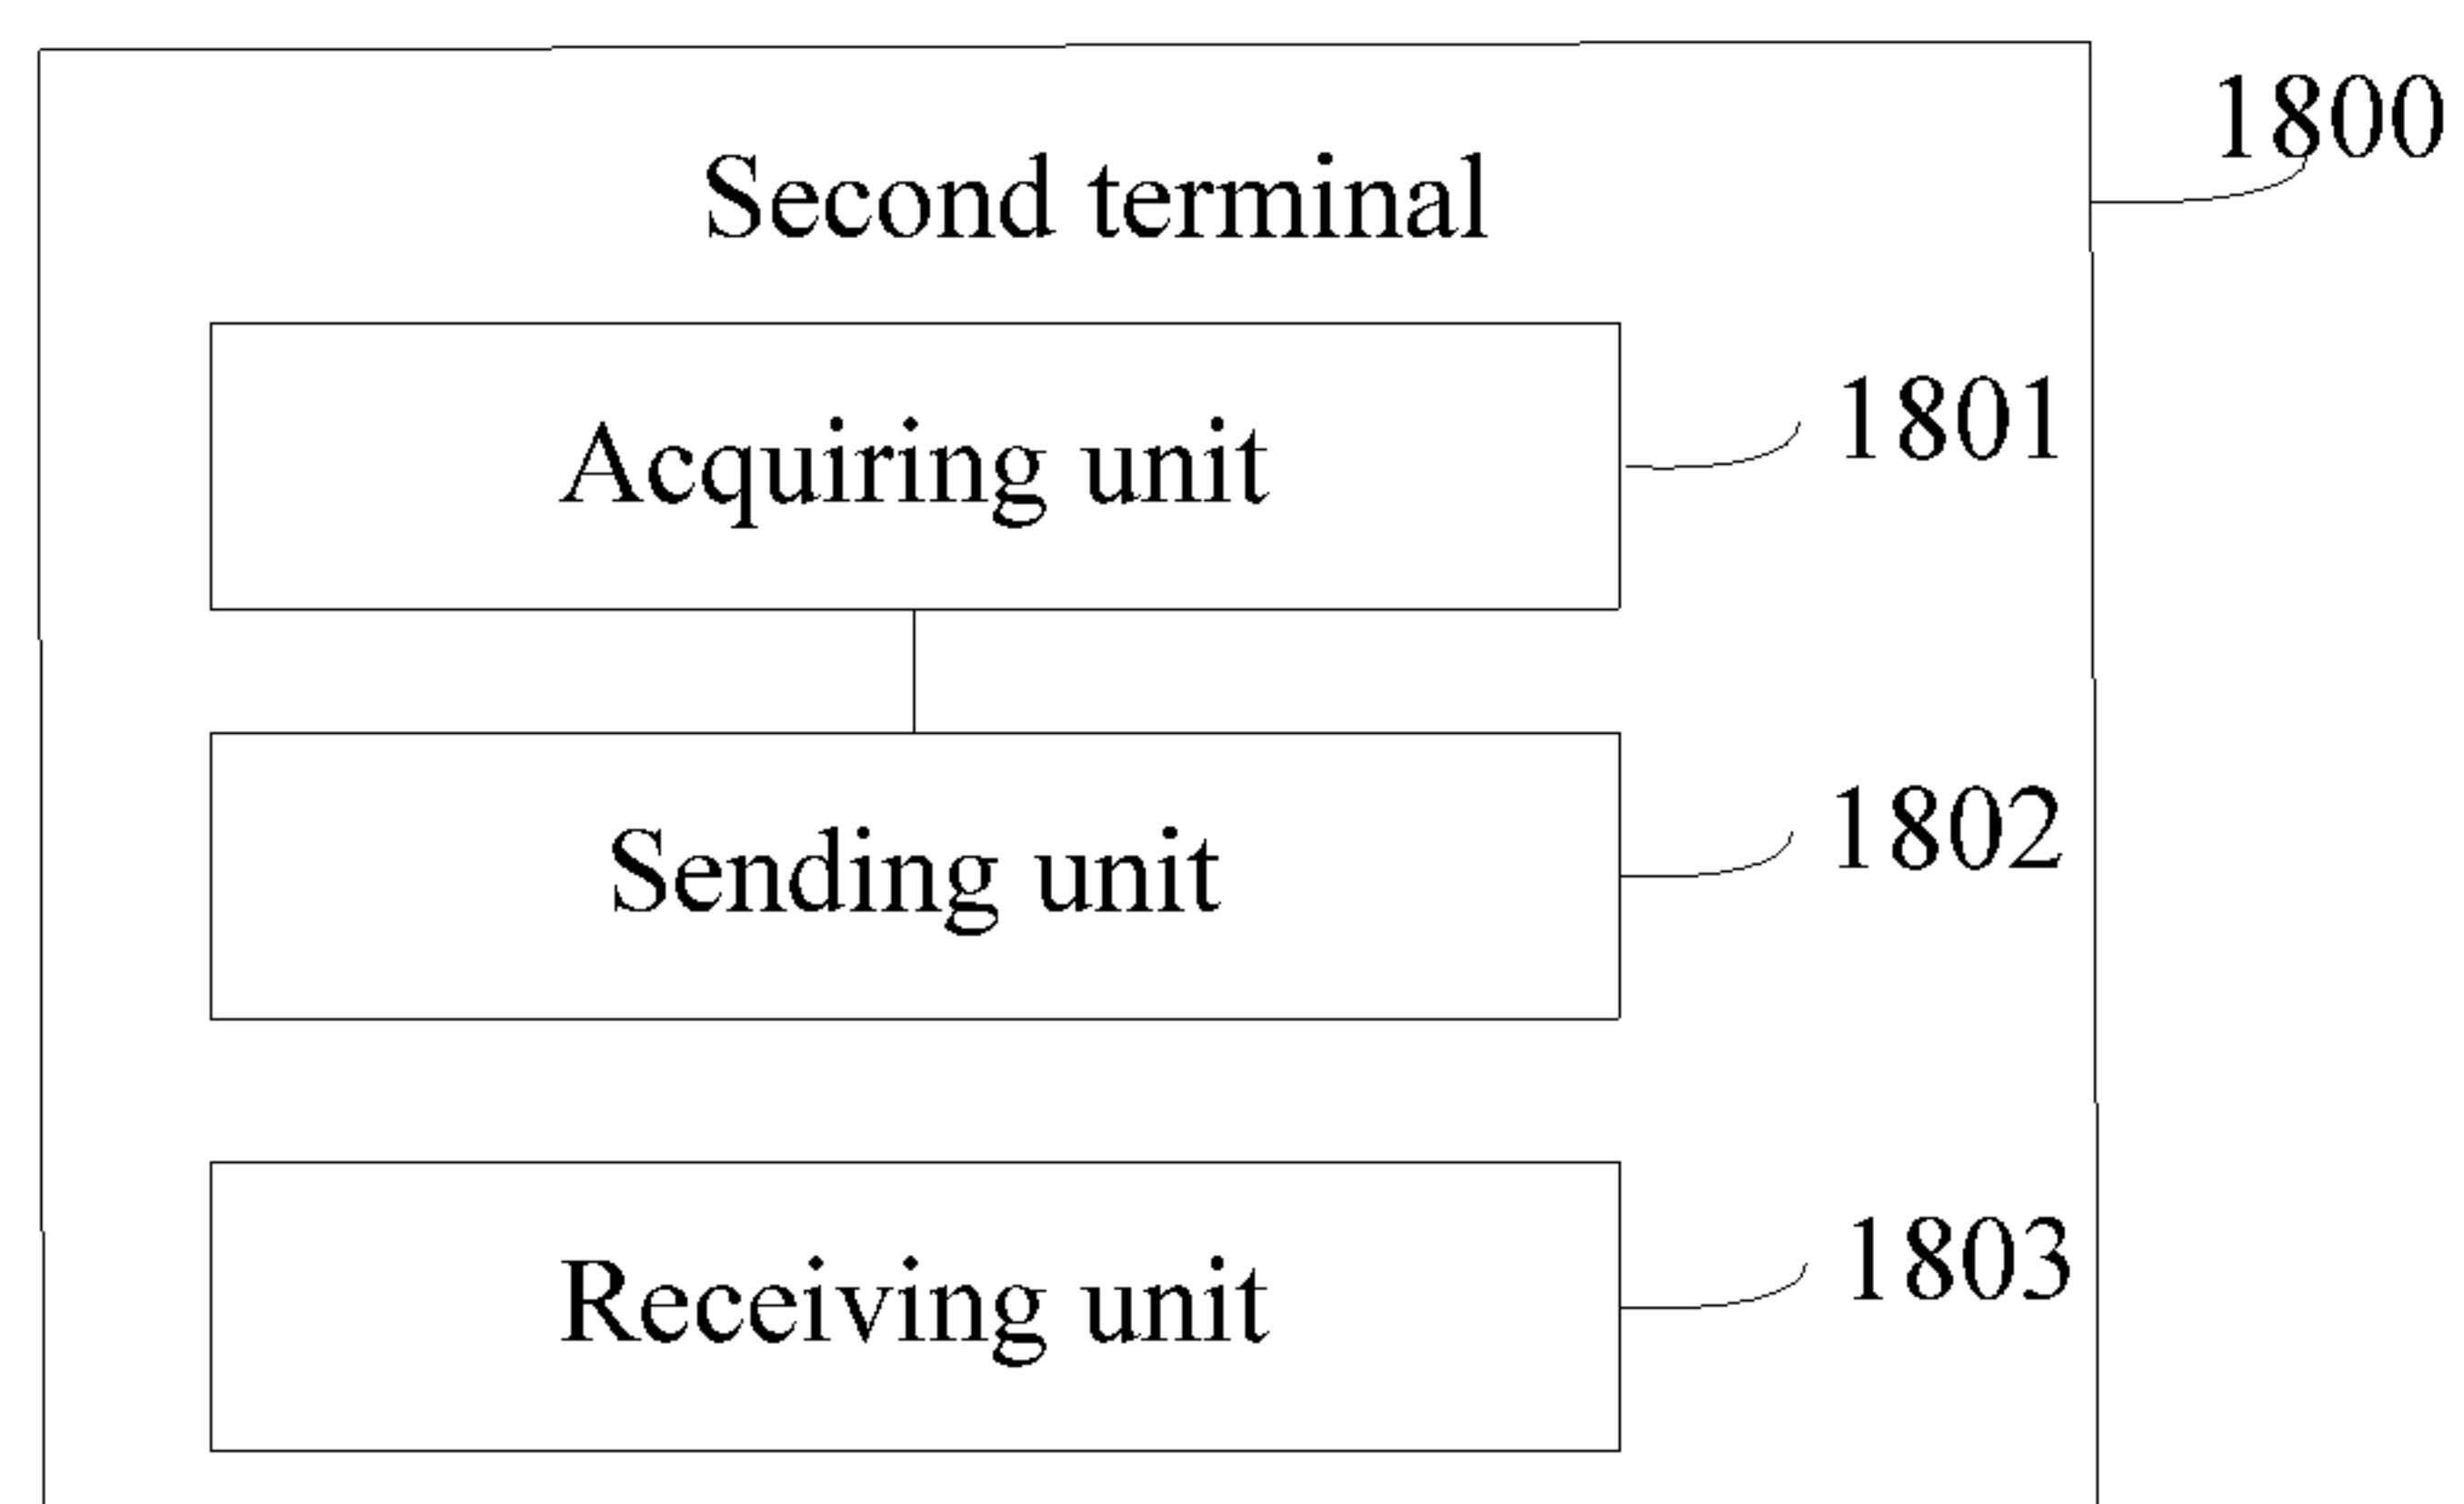 1800
Second terminal
Acquiring unit
1801
Sending unit
1802
Receiving unit
1803